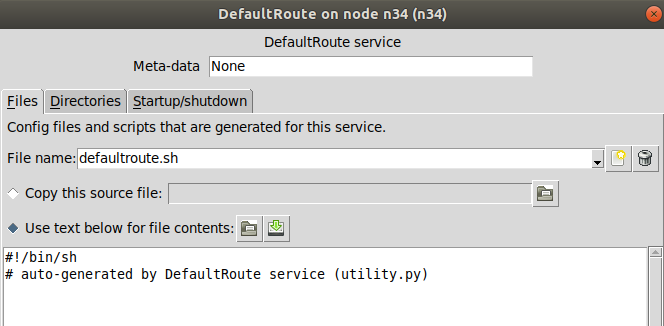 DefaultRoute on node n34 (n34)
DefaultRoute service
Meta-data None
Files Directories Startup/shutdown
Config files and scripts that are generated for this service.
File name: defaultroute.sh
Copy this source file:
Use text below for file contents:
#!/bin/sh
# auto-generated by DefaultRoute service (utility.py)